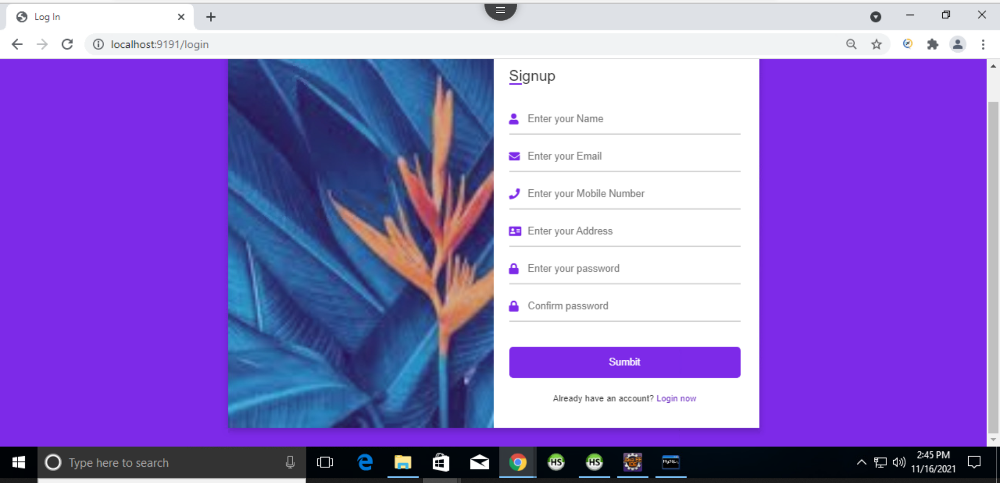 Log In
localhost:9191/login
Signup
Enter your Name
Enter your Email
Enter your Mobile Number
Enter your Address
Enter your password
Confirm password
Sumbit
Already have an account? Login now
Type here to search
HS
HS
2:45 PM
11/16/2021